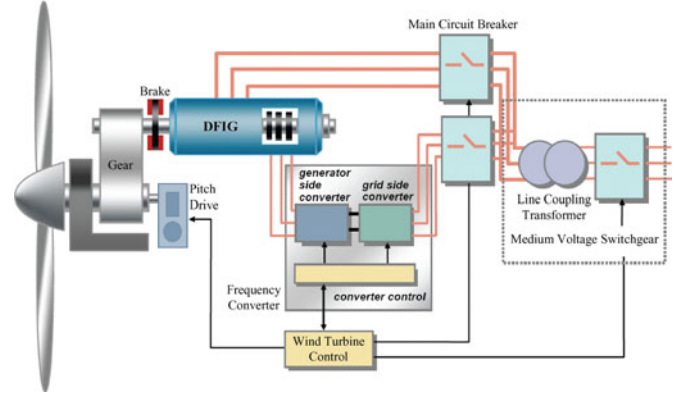 Main Circuit Breaker
Brake
DFIG
Gear
Pitch
Drive
generator
side
converter
grid side
converter
Line Coupling
Transformer
Medium Voltage Switchgear
Frequency
Converter
converter control
Wind Turbine
Control